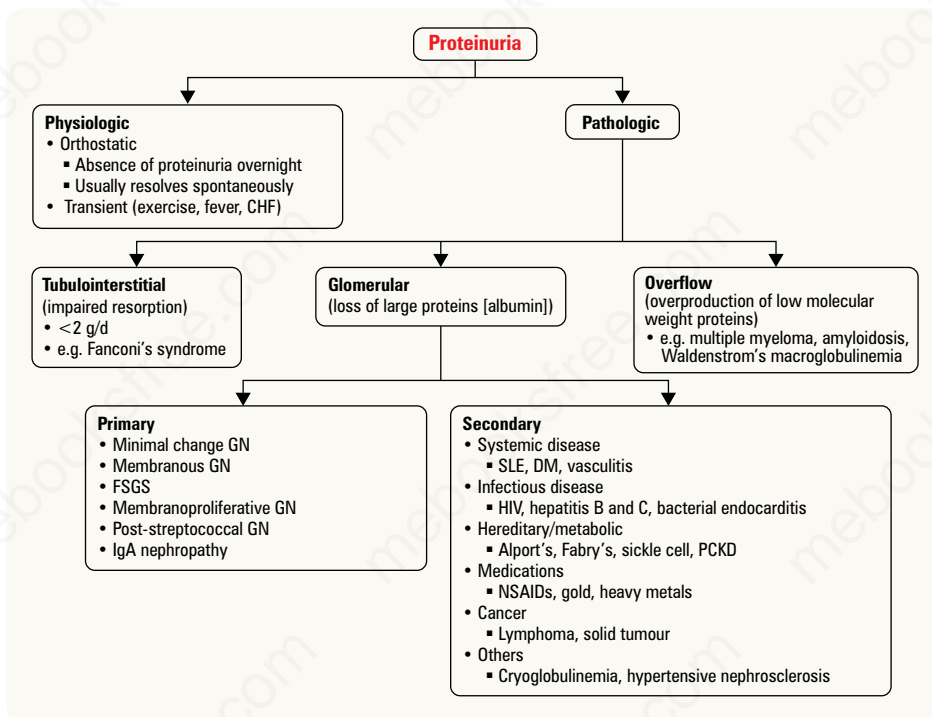 Proteinuria
Physiologic
• Orthostatic
▪ Absence of proteinuria overnight
▪ Usually resolves spontaneously
• Transient (exercise, fever, CHF)
Pathologic
Tubulointerstitial
(impaired resorption)
• <2 g/d
• e.g. Fanconi's syndrome
Glomerular
(loss of large proteins [albumin])
Overflow
(overproduction of low molecular
weight proteins)
• e.g. multiple myeloma, amyloidosis,
Waldenstrom's macroglobulinemia
Primary
• Minimal change GN
• Membranous GN
• FSGS
• Membranoproliferative GN
• Post-streptococcal GN
• IgA nephropathy
Secondary
• Systemic disease
▪ SLE, DM, vasculitis
• Infectious disease
▪ HIV, hepatitis B and C, bacterial endocarditis
• Hereditary/metabolic
▪ Alport's, Fabry's, sickle cell, PCKD
• Medications
▪ NSAIDs, gold, heavy metals
• Cancer
▪ Lymphoma, solid tumour
• Others
▪ Cryoglobulinemia, hypertensive nephrosclerosis
mebooksfree.com